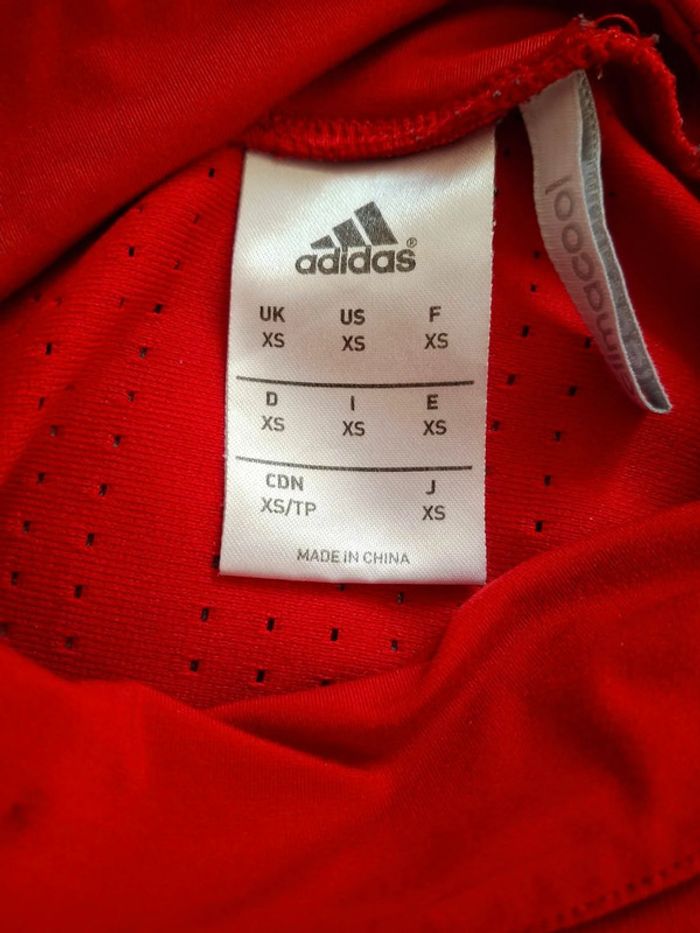 adidas®
UK US F
XS XS XS
D I E
XS XS XS
CDN J
XS/TP XS
MADE IN CHINA
climacool